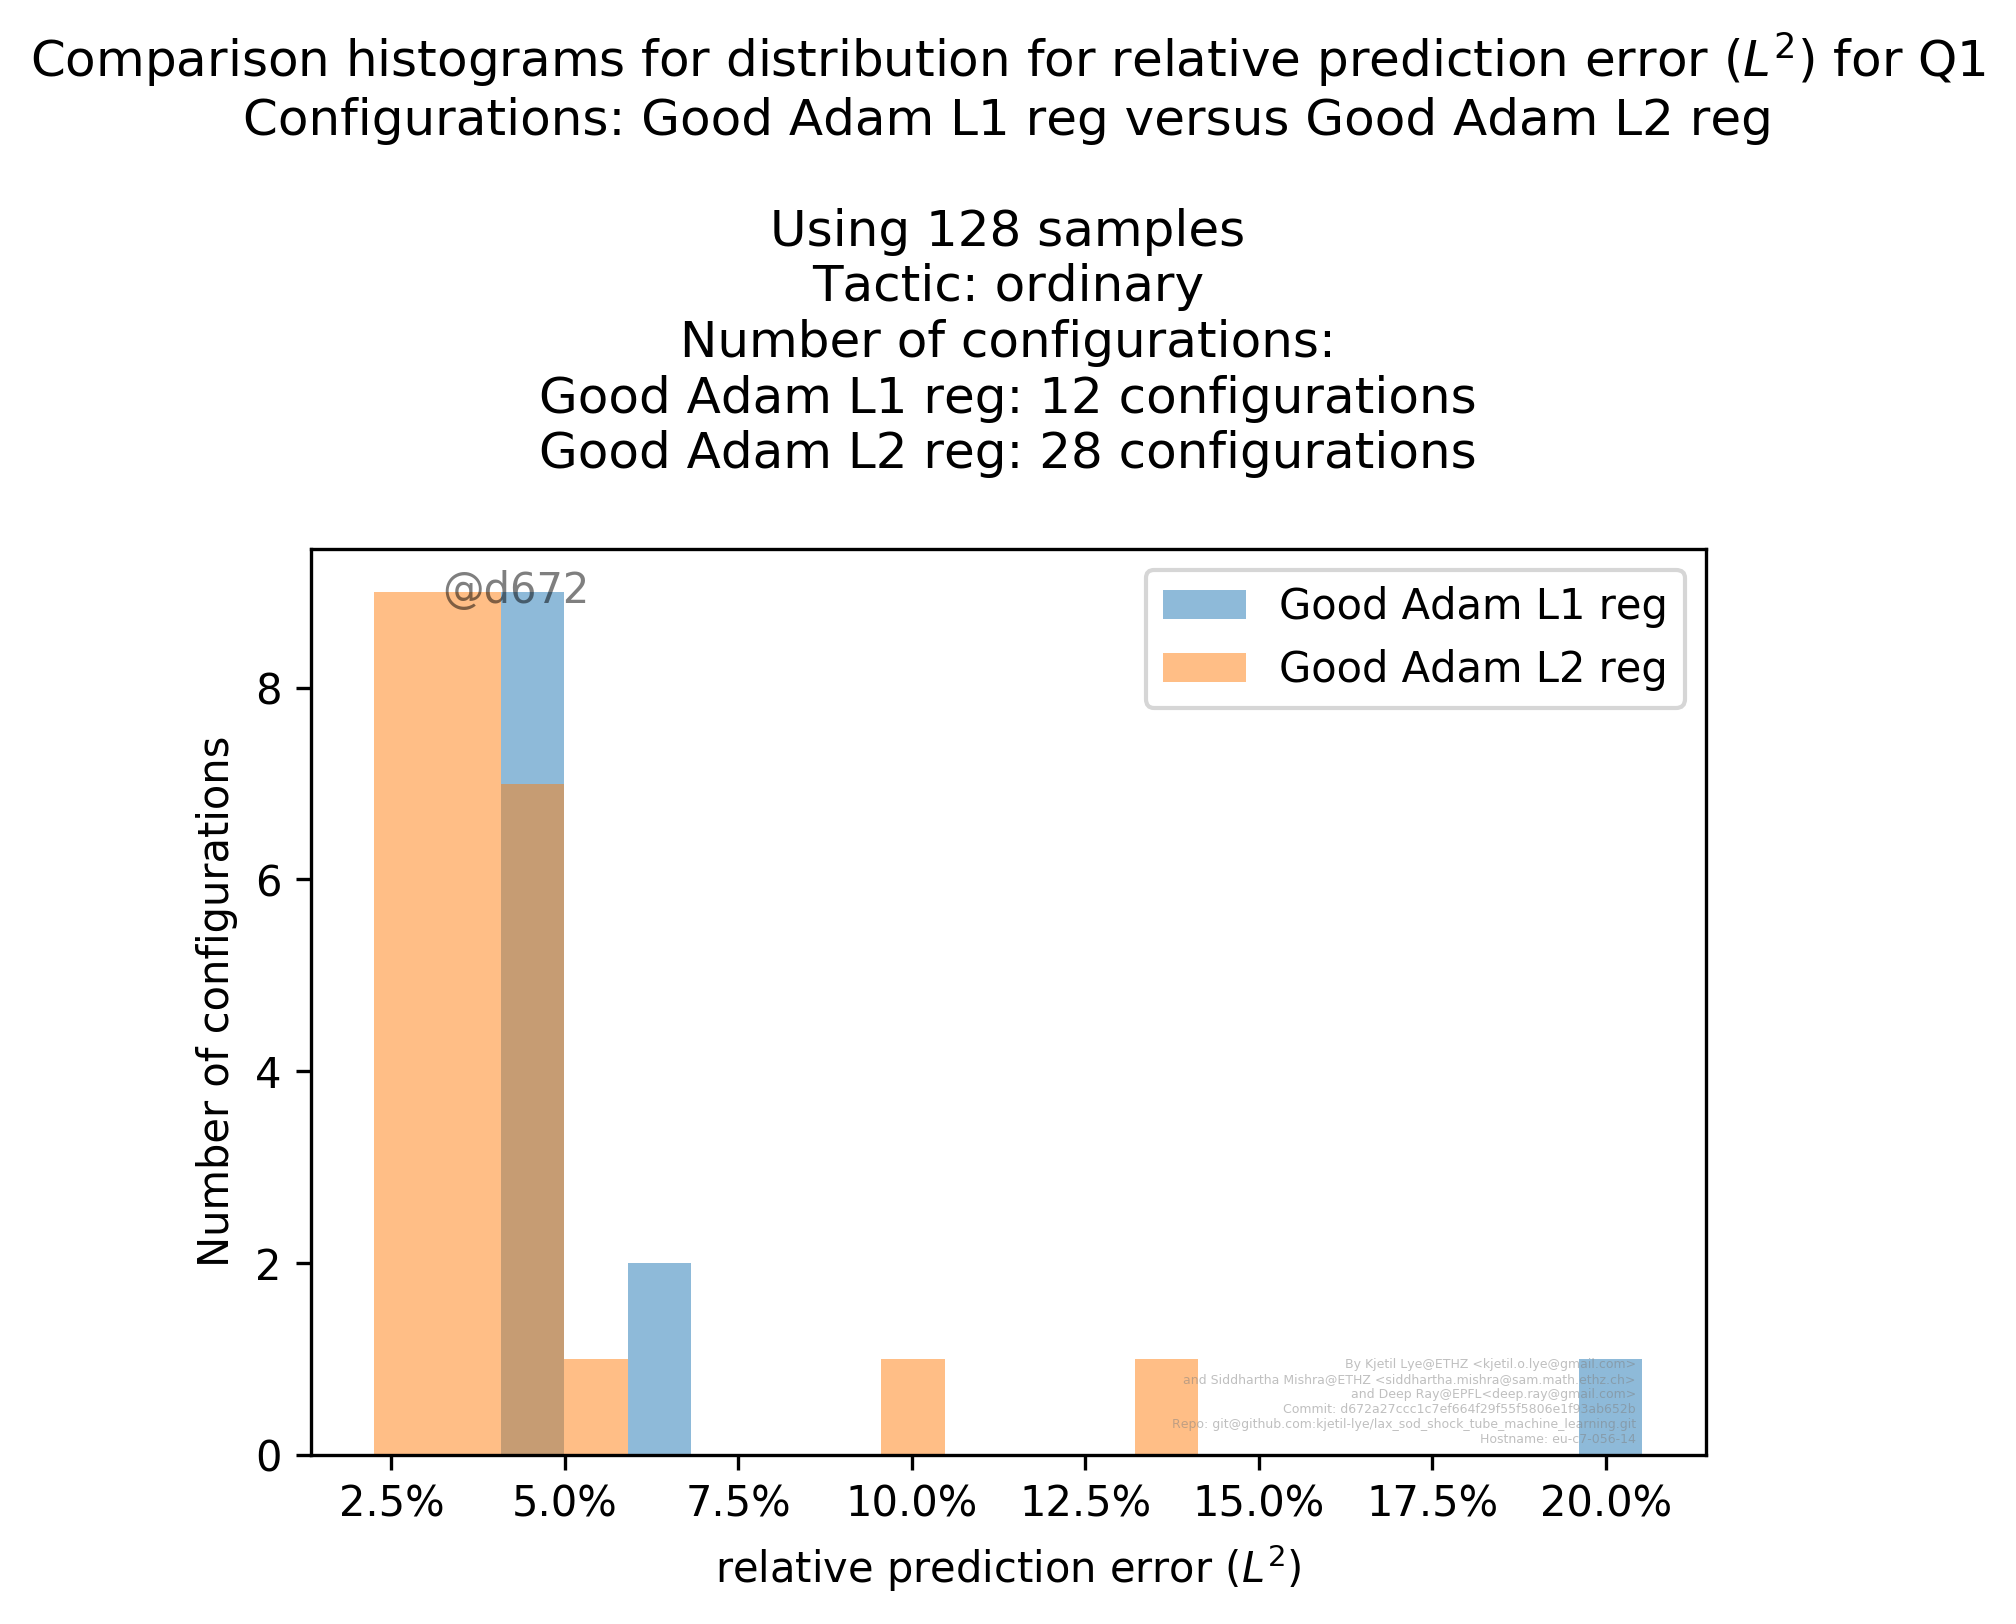 Comparison histograms for distribution for relative prediction error (L²) for Q1
Configurations: Good Adam L1 reg versus Good Adam L2 reg
Using 128 samples
Tactic: ordinary
Number of configurations:
Good Adam L1 reg: 12 configurations
Good Adam L2 reg: 28 configurations
@d672
Good Adam L1 reg
Good Adam L2 reg
Number of configurations
8
6
4
2
0
By Kjetil Lye@ETHZ <kjetil.o.lye@gmail.com>
and Siddhartha Mishra@ETHZ <siddhartha.mishra@sam.math.ethz.ch>
and Deep Ray@EPFL<deep.ray@gmail.com>
Commit: d672a27ccc1c7ef664f29f55f5806e1f93ab652b
Repo: git@github.com:kjetil-lye/lax_sod_shock_tube_machine_learning.git
Hostname: eu-c7-056-14
2.5% 5.0% 7.5% 10.0% 12.5% 15.0% 17.5% 20.0%
relative prediction error (L²)